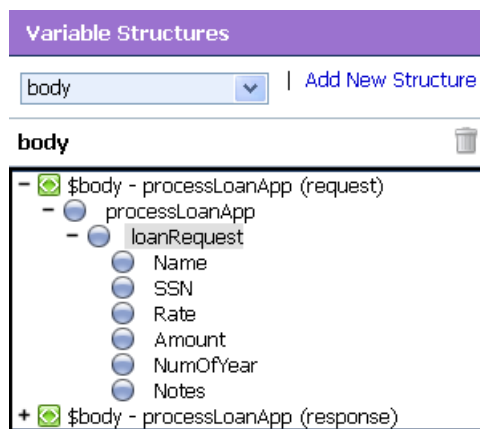 Variable Structures
body | Add New Structure
body
$body - processLoanApp (request)
processLoanApp
loanRequest
Name
SSN
Rate
Amount
NumOfYear
Notes
$body - processLoanApp (response)